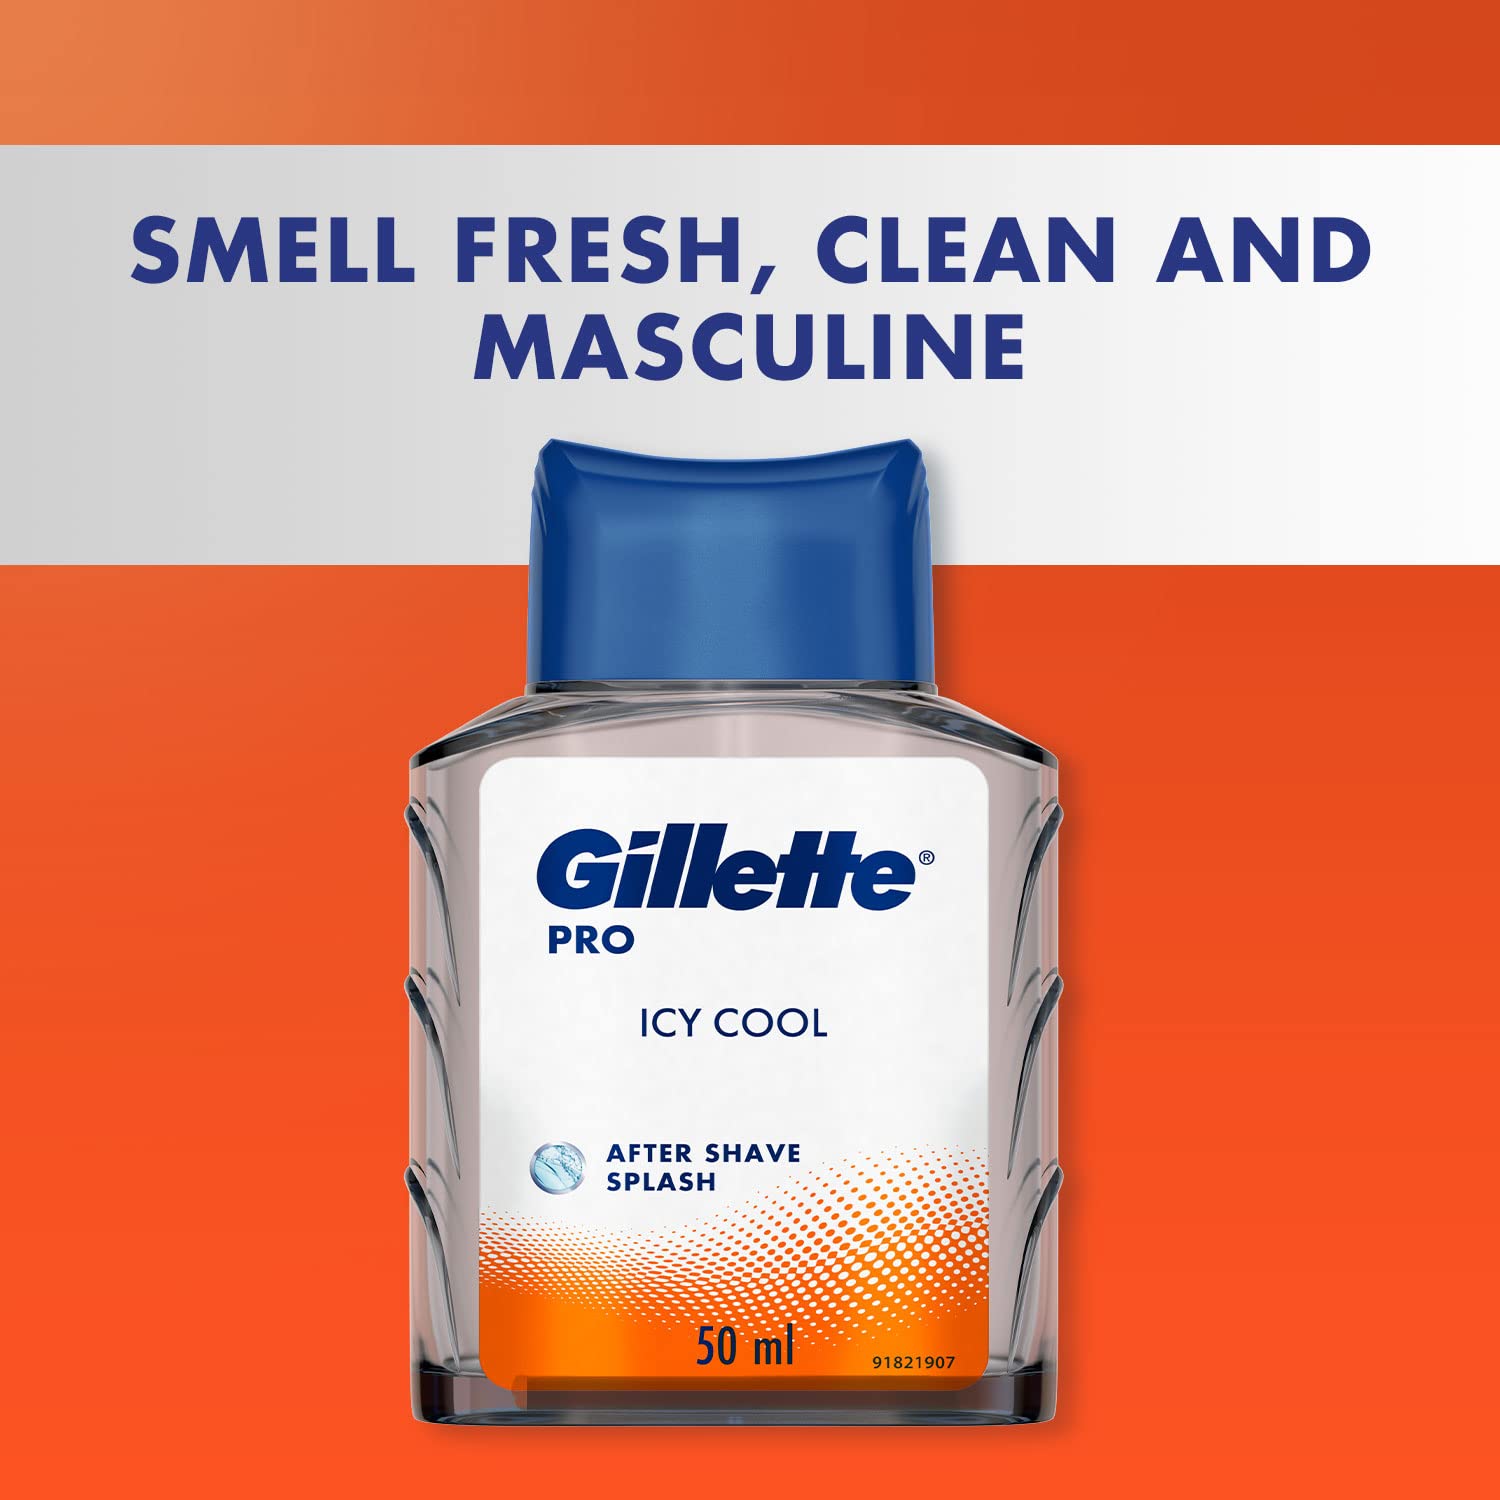 SMELL FRESH, CLEAN AND
MASCULINE
Gillette®
PRO
ICY COOL
AFTER SHAVE
SPLASH
50 ml
91821907